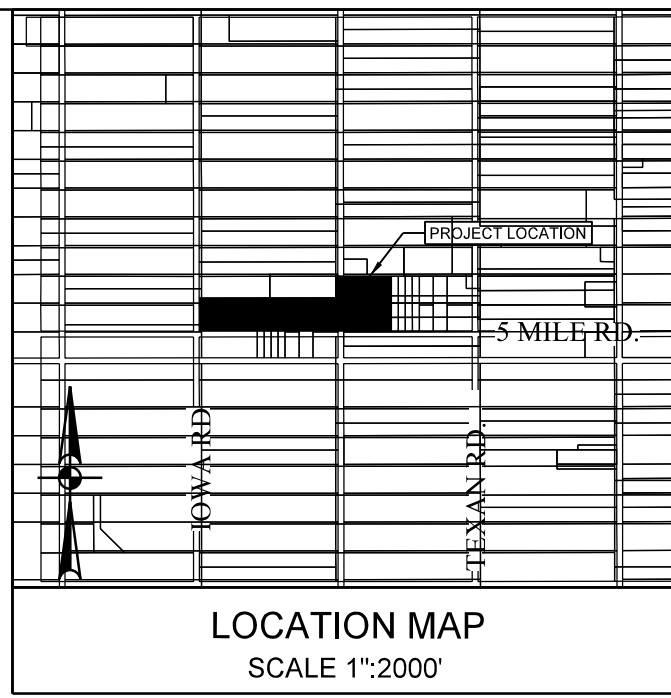 PROJECT LOCATION
5 MILE RD.
IOWA RD
TEXAN RD.
LOCATION MAP
SCALE 1":2000'